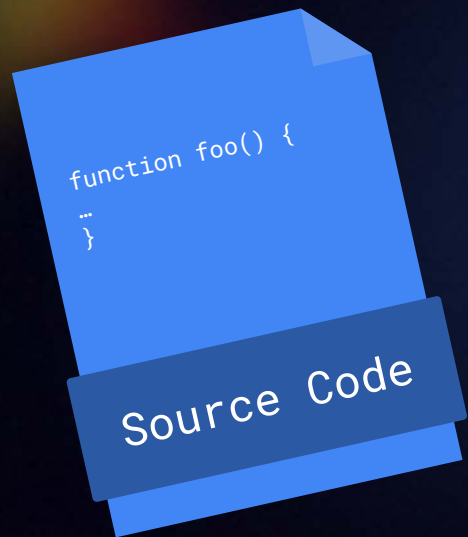 function foo() {
…
}
Source Code